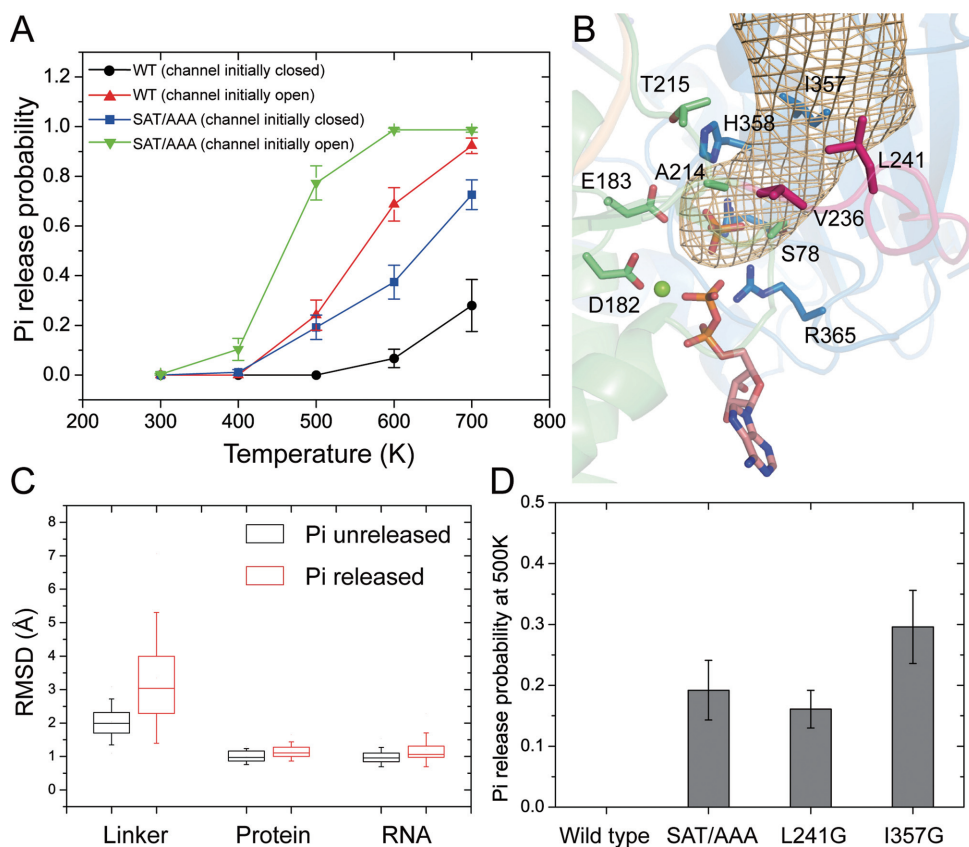 A
Pi release probability
1.2
1.0
0.8
0.6
0.4
0.2
0.0
WT (channel initially closed)
WT (channel initially open)
SAT/AAA (channel initially closed)
SAT/AAA (channel initially open)
200 300 400 500 600 700 800
Temperature (K)
B
T215
I357
H358
L241
A214
E183
V236
S78
D182
R365
C
RMSD (Å)
8
7
6
5
4
3
2
1
0
Pi unreleased
Pi released
Linker Protein RNA
D
Pi release probability at 500K
0.5
0.4
0.3
0.2
0.1
0.0
Wild type SAT/AAA L241G I357G